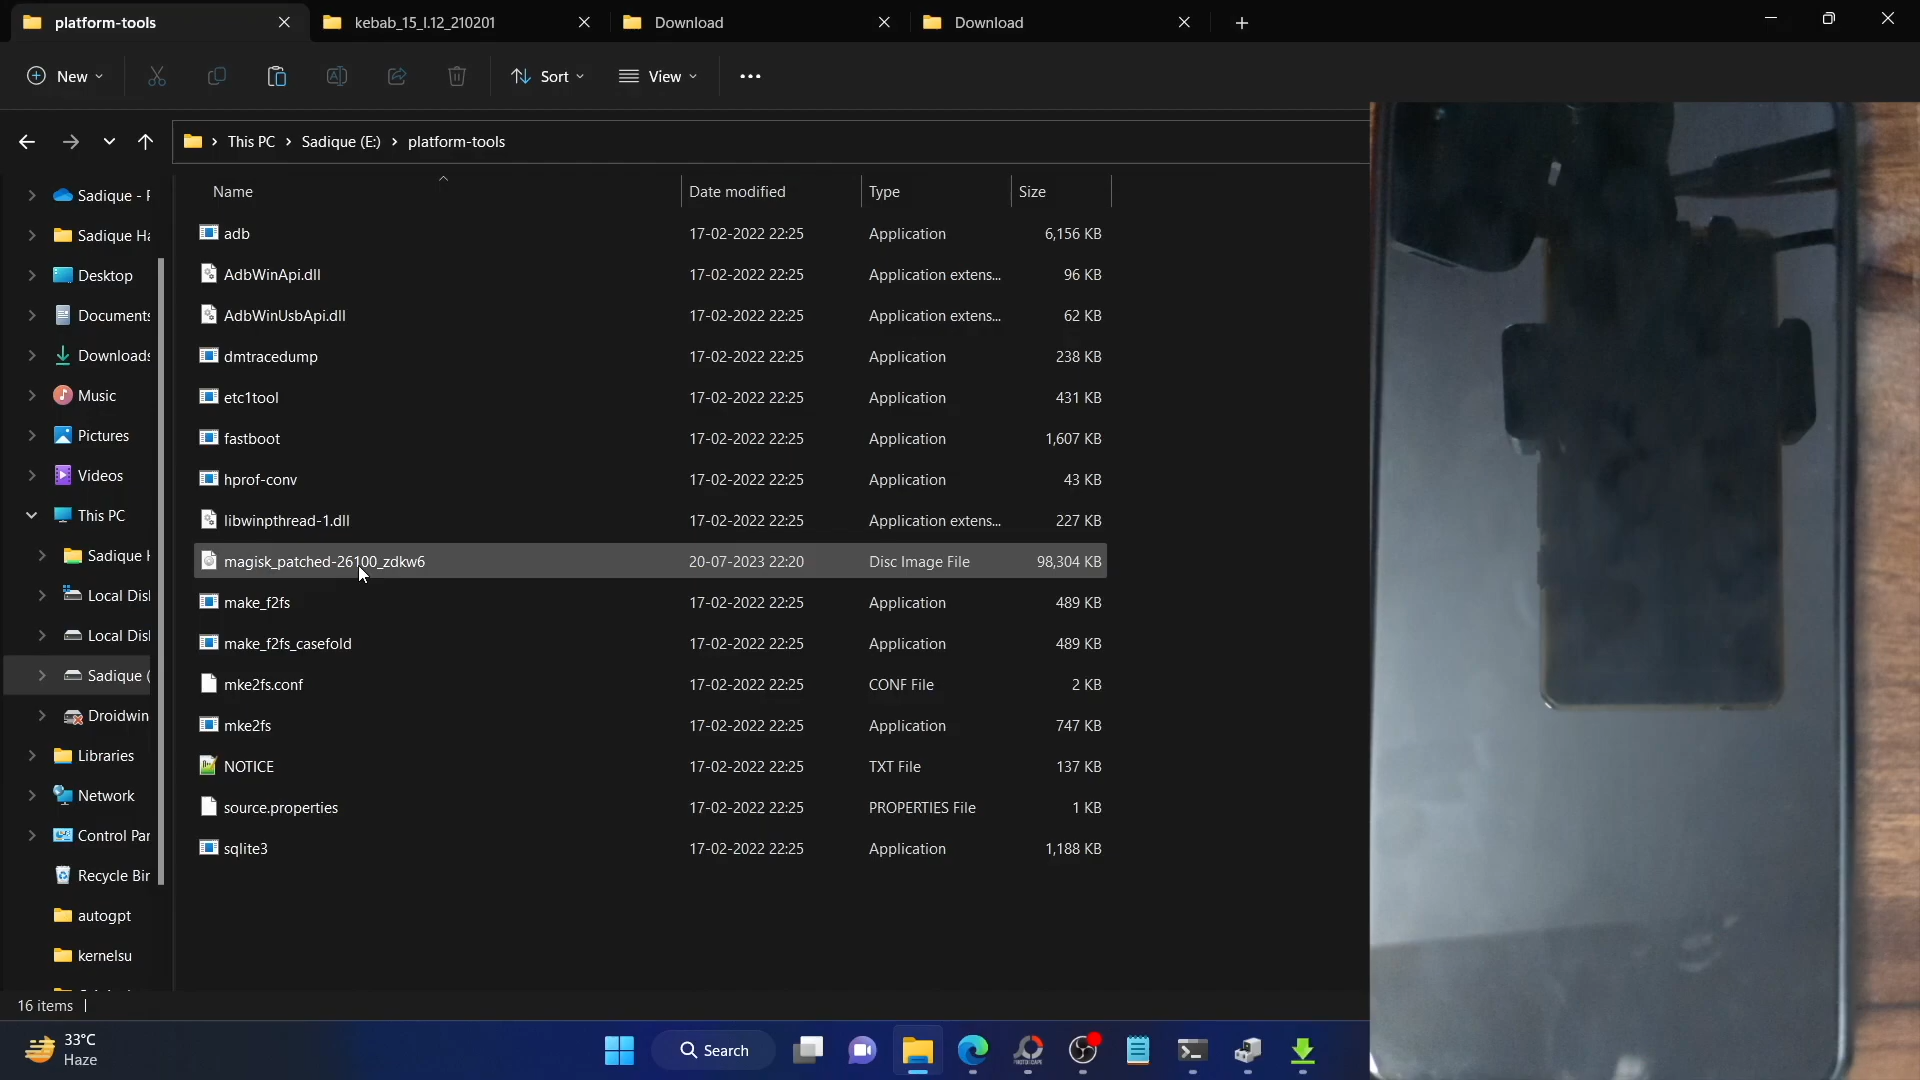 platform-tools
kebab_15_I.12_210201
Download
Download
New
Sort
View
This PC
Sadique (E:)
platform-tools
Name
Date modified
Type
Size
Sadique - P
Sadique Ha
Desktop
Documents
Downloads
Music
Pictures
Videos
This PC
Sadique H
Local Disk
Local Disk
Sadique (
Droidwin
Libraries
Network
Control Par
Recycle Bin
autogpt
kernelsu
adb 17-02-2022 22:25 Application 6,156 KB
AdbWinApi.dll 17-02-2022 22:25 Application extens... 96 KB
AdbWinUsbApi.dll 17-02-2022 22:25 Application extens... 62 KB
dmtracedump 17-02-2022 22:25 Application 238 KB
etc1tool 17-02-2022 22:25 Application 431 KB
fastboot 17-02-2022 22:25 Application 1,607 KB
hprof-conv 17-02-2022 22:25 Application 43 KB
libwinpthread-1.dll 17-02-2022 22:25 Application extens... 227 KB
magisk_patched-26100_zdkw6 20-07-2023 22:20 Disc Image File 98,304 KB
make_f2fs 17-02-2022 22:25 Application 489 KB
make_f2fs_casefold 17-02-2022 22:25 Application 489 KB
mke2fs.conf 17-02-2022 22:25 CONF File 2 KB
mke2fs 17-02-2022 22:25 Application 747 KB
NOTICE 17-02-2022 22:25 TXT File 137 KB
source.properties 17-02-2022 22:25 PROPERTIES File 1 KB
sqlite3 17-02-2022 22:25 Application 1,188 KB
16 items
33°C
Haze
Search